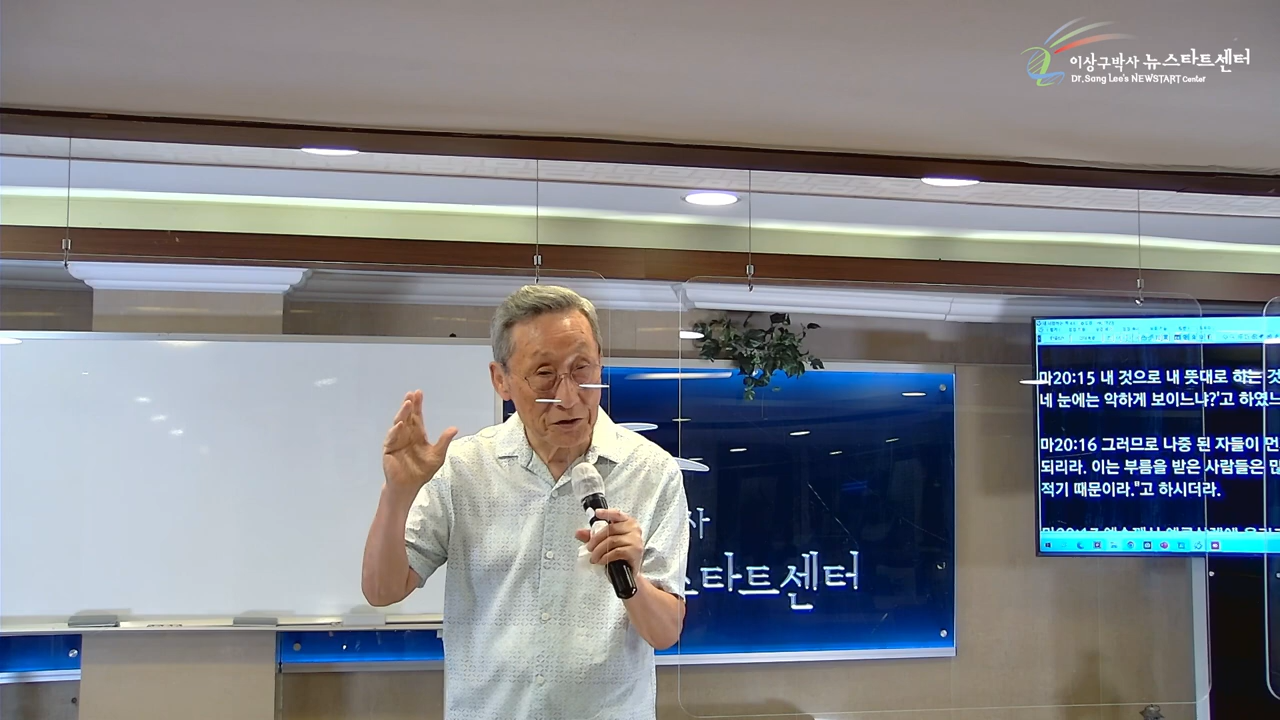 이상구박사 뉴스타트센터
Dr. Sang Lee's NEWSTART Center
마20:15 내 것으로 내 뜻대로 하는 것
네 눈에는 악하게 보이느냐?'고 하였느
마20:16 그러므로 나중 된 자들이 먼
되리라. 이는 부름을 받은 사람들은 많
적기 때문이라."고 하시더라.
사
스타트센터